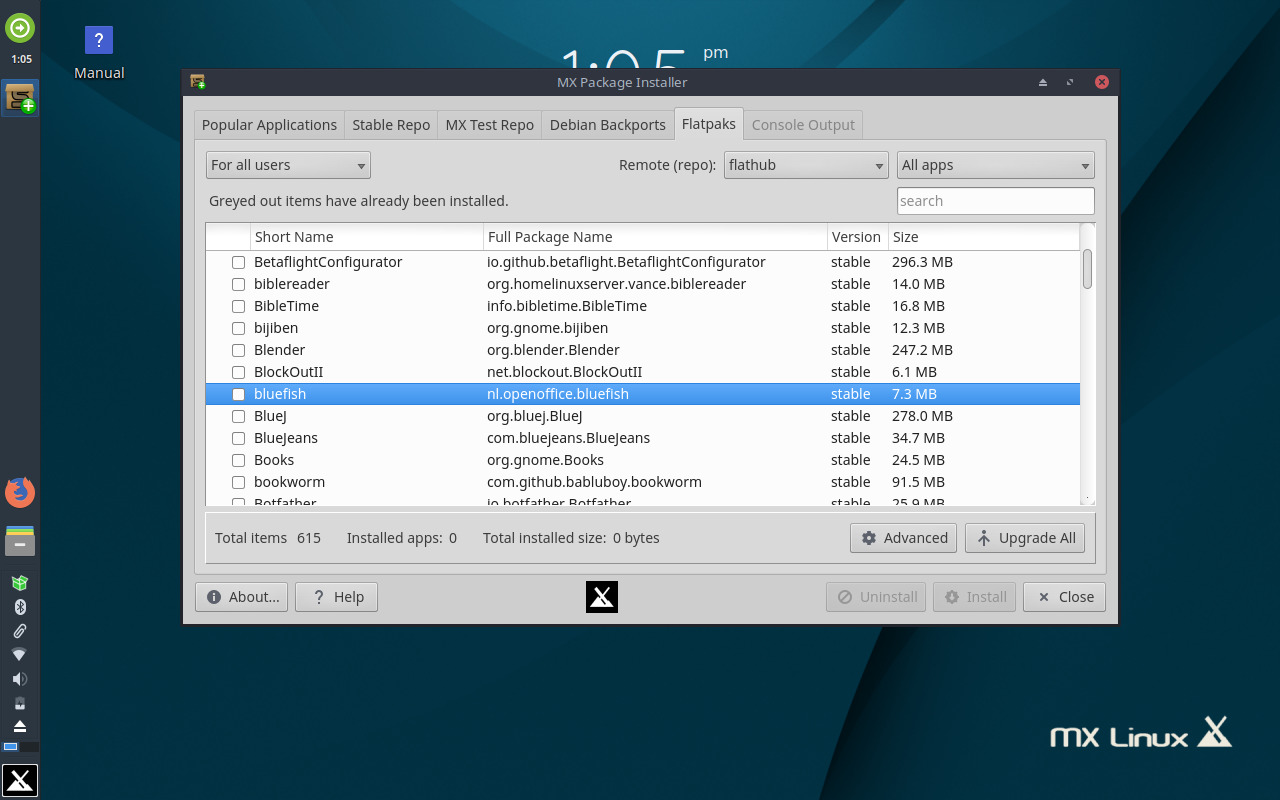 1:05
Manual
1:05 pm
MX Package Installer
Popular Applications Stable Repo MX Test Repo Debian Backports Flatpaks Console Output
For all users Remote (repo): flathub All apps
Greyed out items have already been installed. search
Short Name Full Package Name Version Size
BetaflightConfigurator io.github.betaflight.BetaflightConfigurator stable 296.3 MB
biblereader org.homelinuxserver.vance.biblereader stable 14.0 MB
BibleTime info.bibletime.BibleTime stable 16.8 MB
bijiben org.gnome.bijiben stable 12.3 MB
Blender org.blender.Blender stable 247.2 MB
BlockOutII net.blockout.BlockOutII stable 6.1 MB
bluefish nl.openoffice.bluefish stable 7.3 MB
BlueJ org.bluej.BlueJ stable 278.0 MB
BlueJeans com.bluejeans.BlueJeans stable 34.7 MB
Books org.gnome.Books stable 24.5 MB
bookworm com.github.babluboy.bookworm stable 91.5 MB
Botfather io.botfather.Botfather stable 25.9 MB
Total items 615 Installed apps: 0 Total installed size: 0 bytes Advanced Upgrade All
About... Help Uninstall Install Close
MX Linux